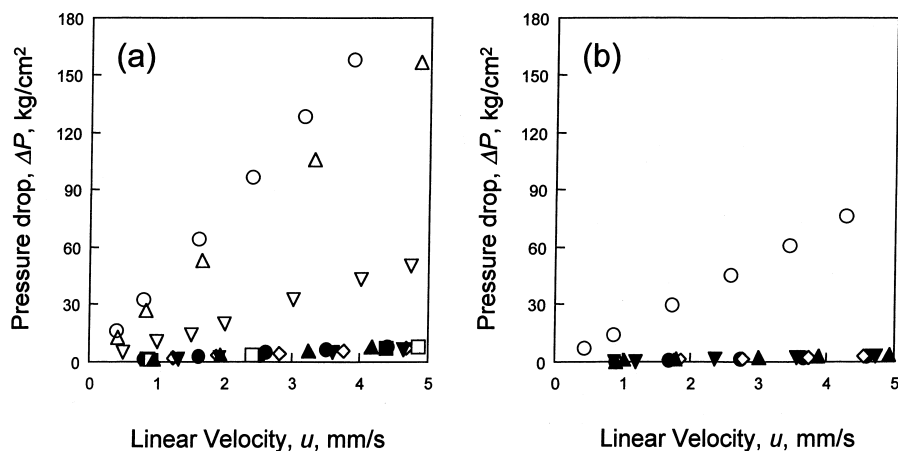 (a)
Pressure drop, ΔP, kg/cm²
180
150
120
90
60
30
0
0 1 2 3 4 5
Linear Velocity, u, mm/s
(b)
Pressure drop, ΔP, kg/cm²
180
150
120
90
60
30
0
0 1 2 3 4 5
Linear Velocity, u, mm/s